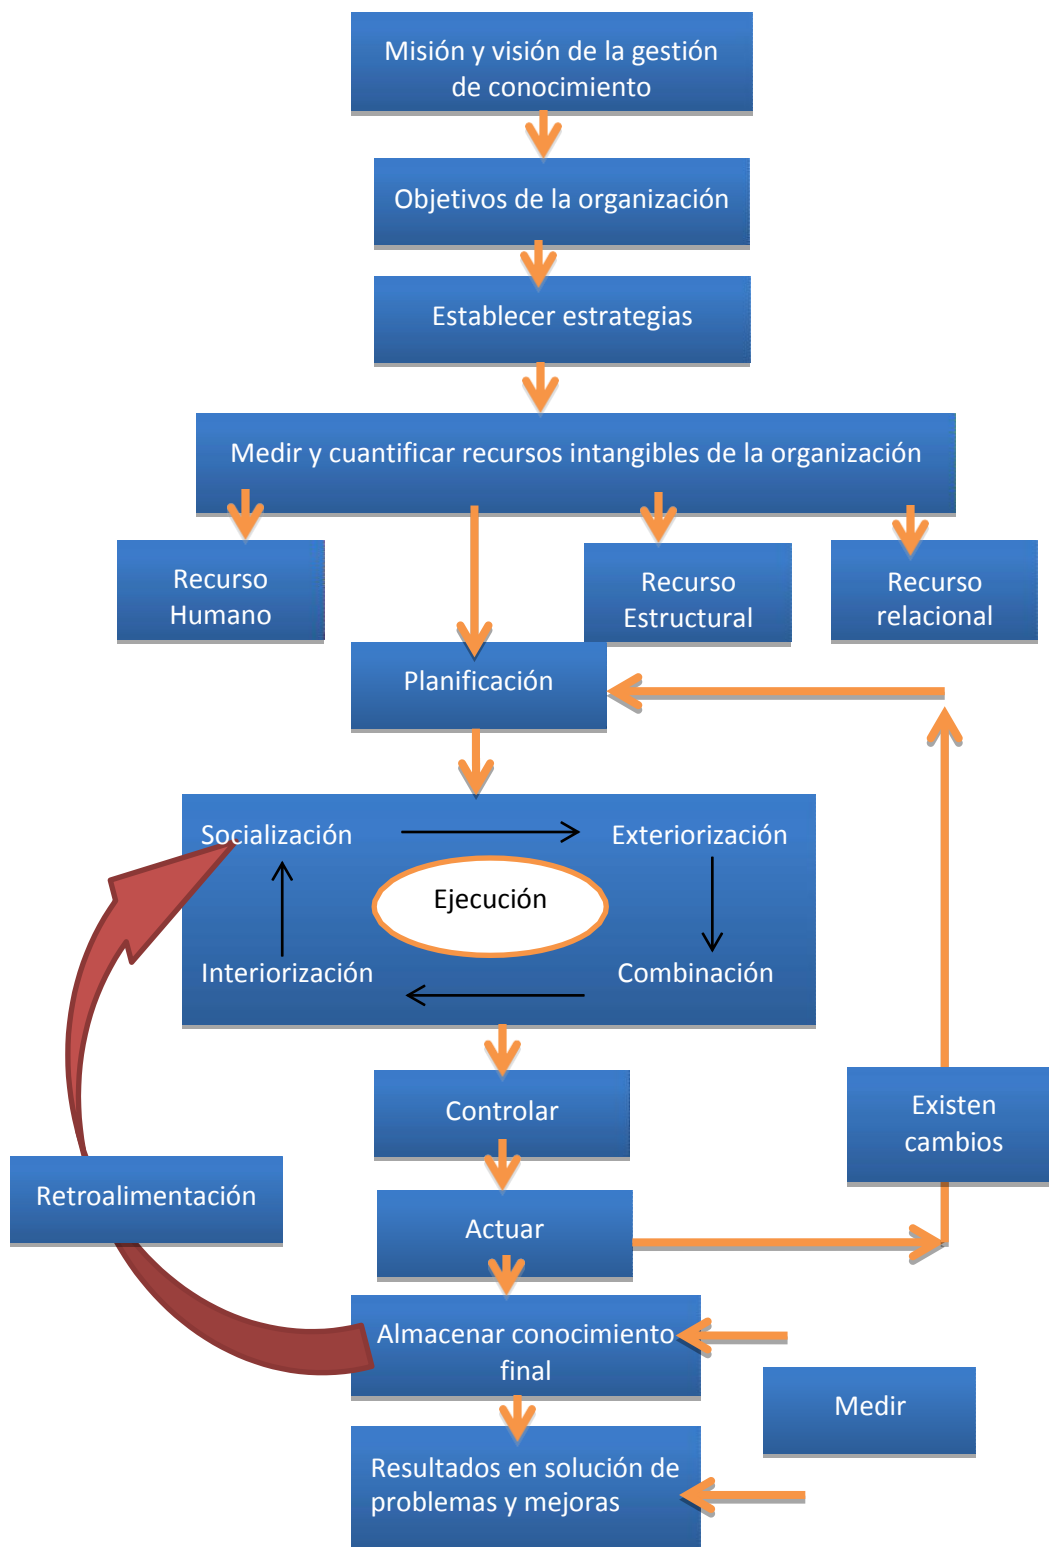 Misión y visión de la gestión
de conocimiento
Objetivos de la organización
Establecer estrategias
Medir y cuantificar recursos intangibles de la organización
Recurso
Humano
Recurso
Estructural
Recurso
relacional
Planificación
Socialización
Exteriorización
Ejecución
Interiorización
Combinación
Controlar
Existen
cambios
Retroalimentación
Actuar
Almacenar conocimiento
final
Medir
Resultados en solución de
problemas y mejoras